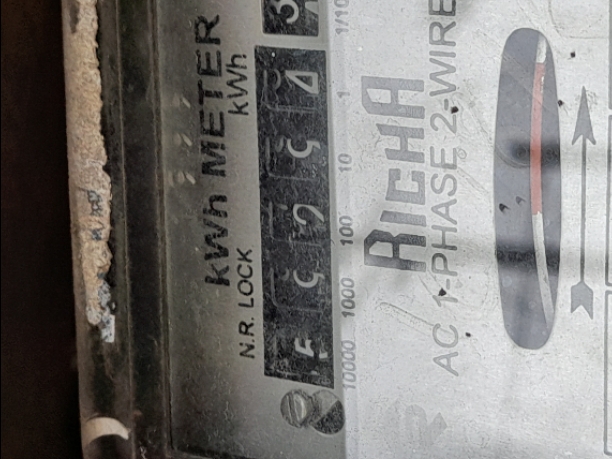 kWh METER
N.R. LOCK kWh
10000 1000 100 10 1 1/10
RICHA
AC 1-PHASE 2-WIRE